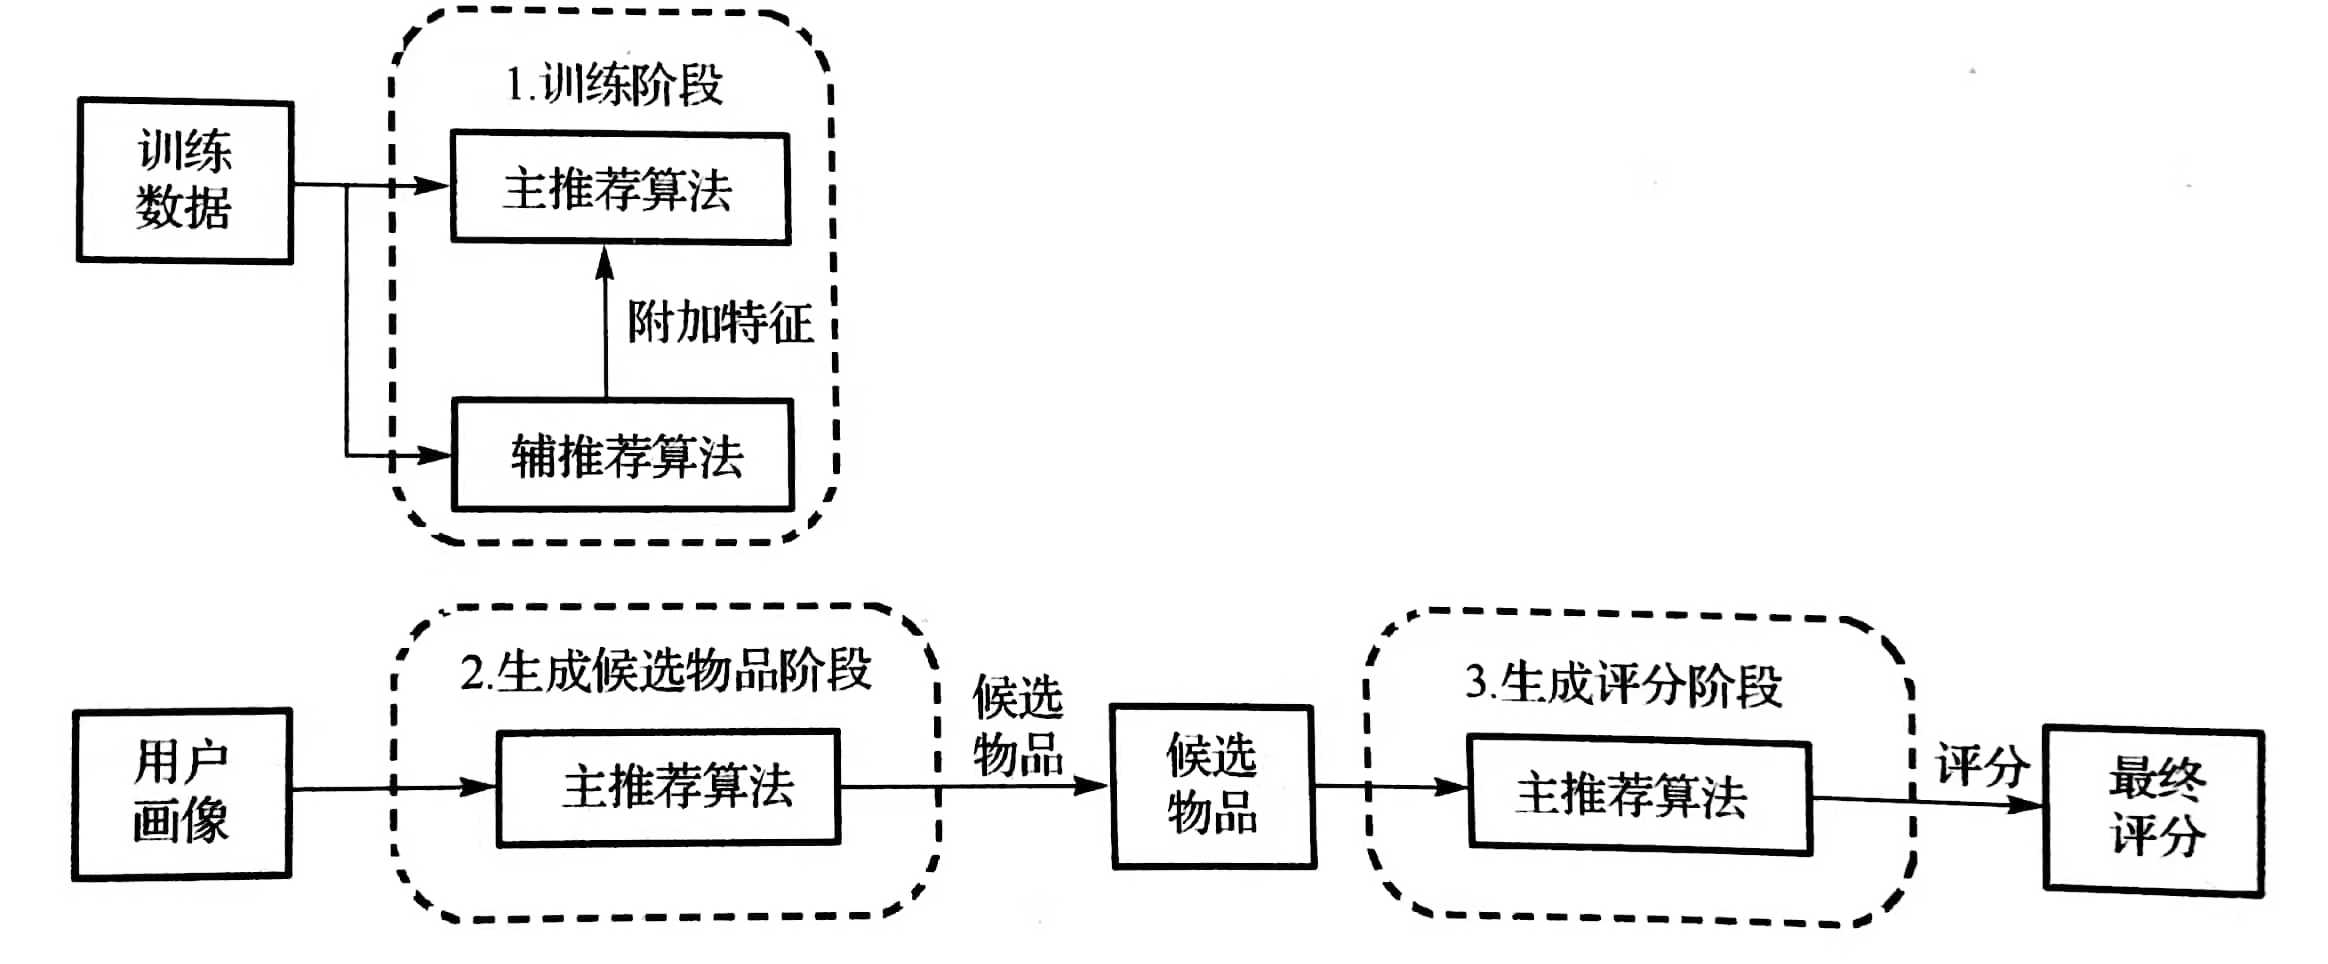 1.训练阶段
训练
数据
主推荐算法
附加特征
辅推荐算法
2.生成候选物品阶段
用户
画像
主推荐算法
候选
物品
候选
物品
3.生成评分阶段
主推荐算法
评分
最终
评分